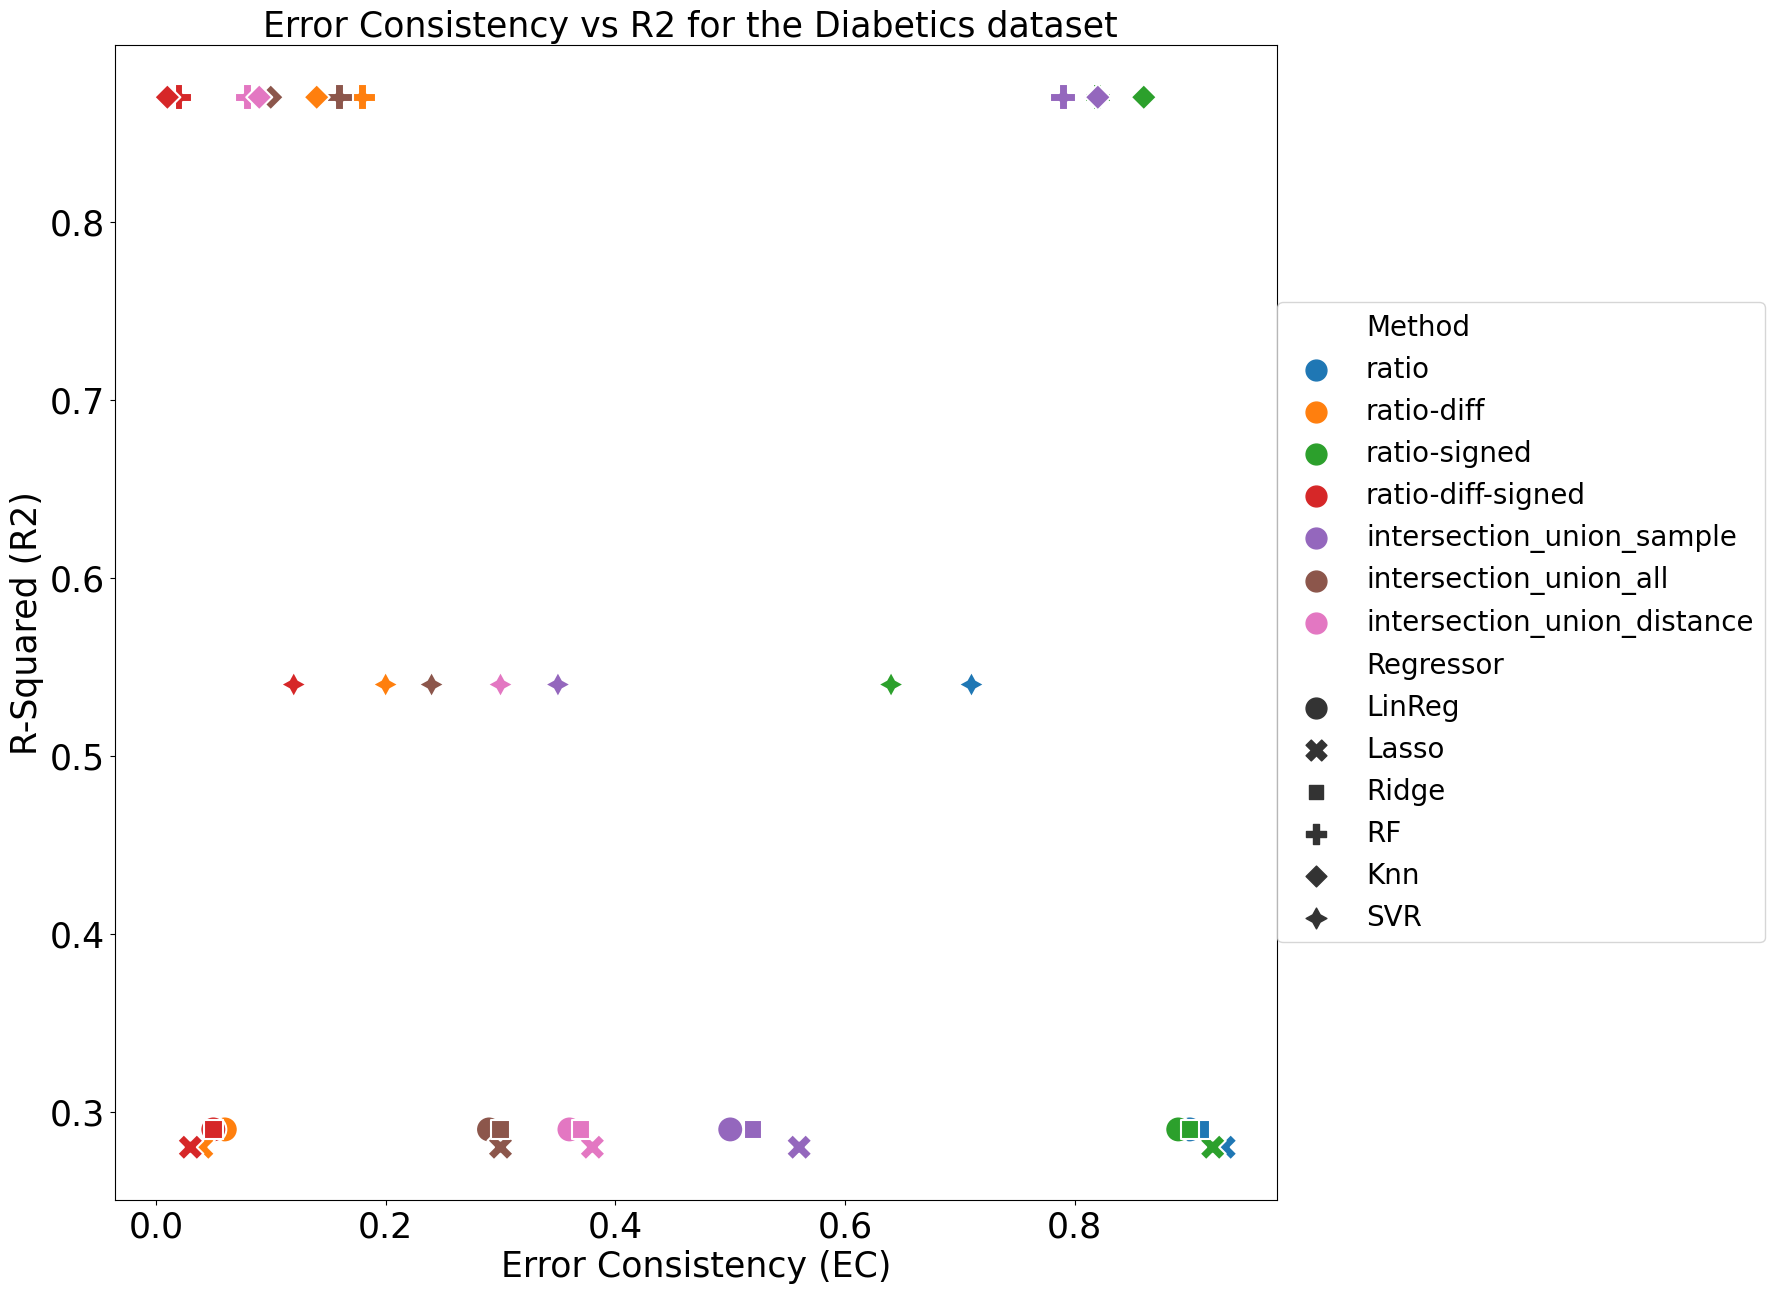 Error Consistency vs R2 for the Diabetics dataset
R-Squared (R2)
0.8
0.7
0.6
0.5
0.4
0.3
0.0 0.2 0.4 0.6 0.8
Error Consistency (EC)
Method
ratio
ratio-diff
ratio-signed
ratio-diff-signed
intersection_union_sample
intersection_union_all
intersection_union_distance
Regressor
LinReg
Lasso
Ridge
RF
Knn
SVR